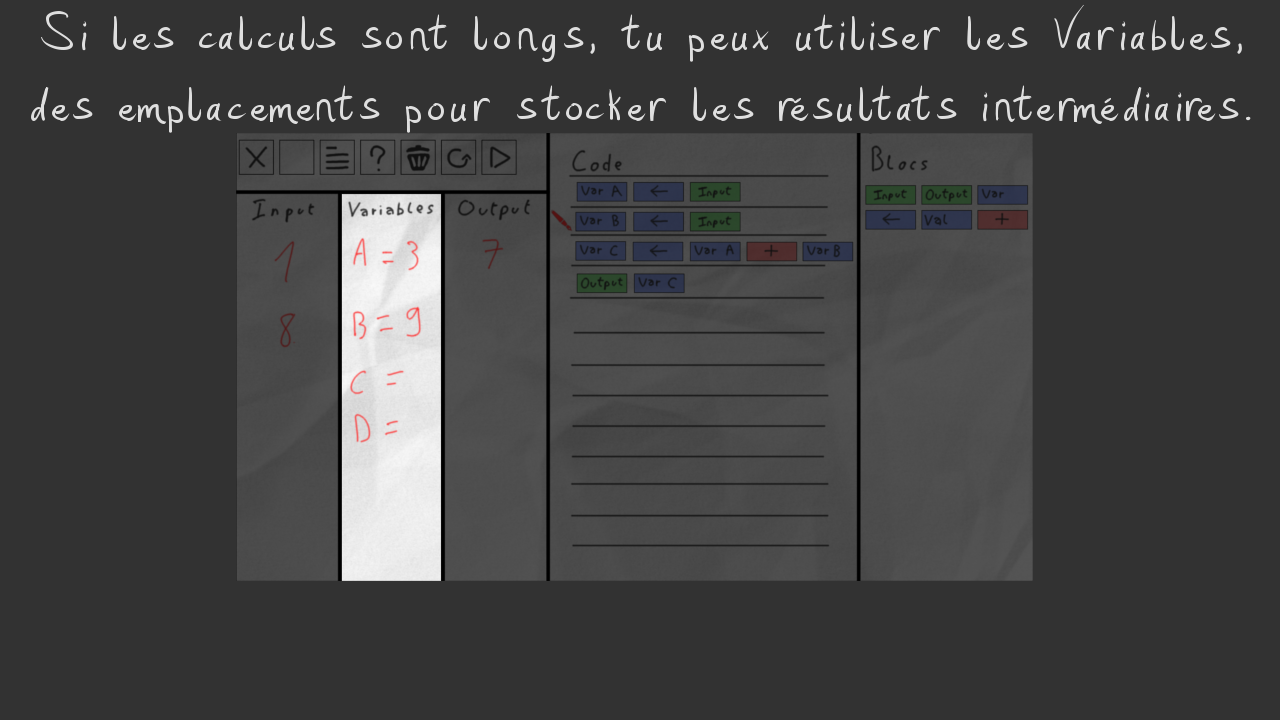 Si les calculs sont longs, tu peux utiliser les Variables,
des emplacements pour stocker les résultats intermédiaires.
?
Input
1
8
Variables
A = 3
B = 9
C =
D =
Output
7
Code
Var A ← Input
Var B ← Input
Var C ← Var A + Var B
Output Var C
Blocs
Input Output Var
← Val +